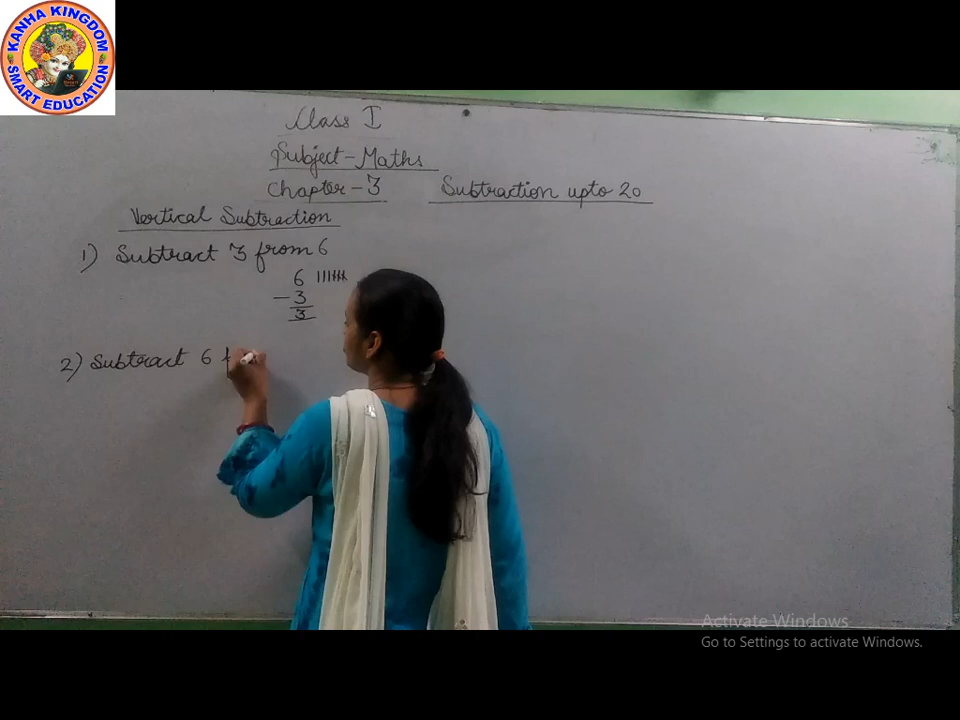 KANHA KINGDOM
SMART EDUCATION
Class I
Subject - Maths
Chapter - 3 Subtraction upto 20
Vertical Subtraction
1) Subtract 3 from 6
6
- 3
3
2) Subtract 6 f
Activate Windows
Go to Settings to activate Windows.